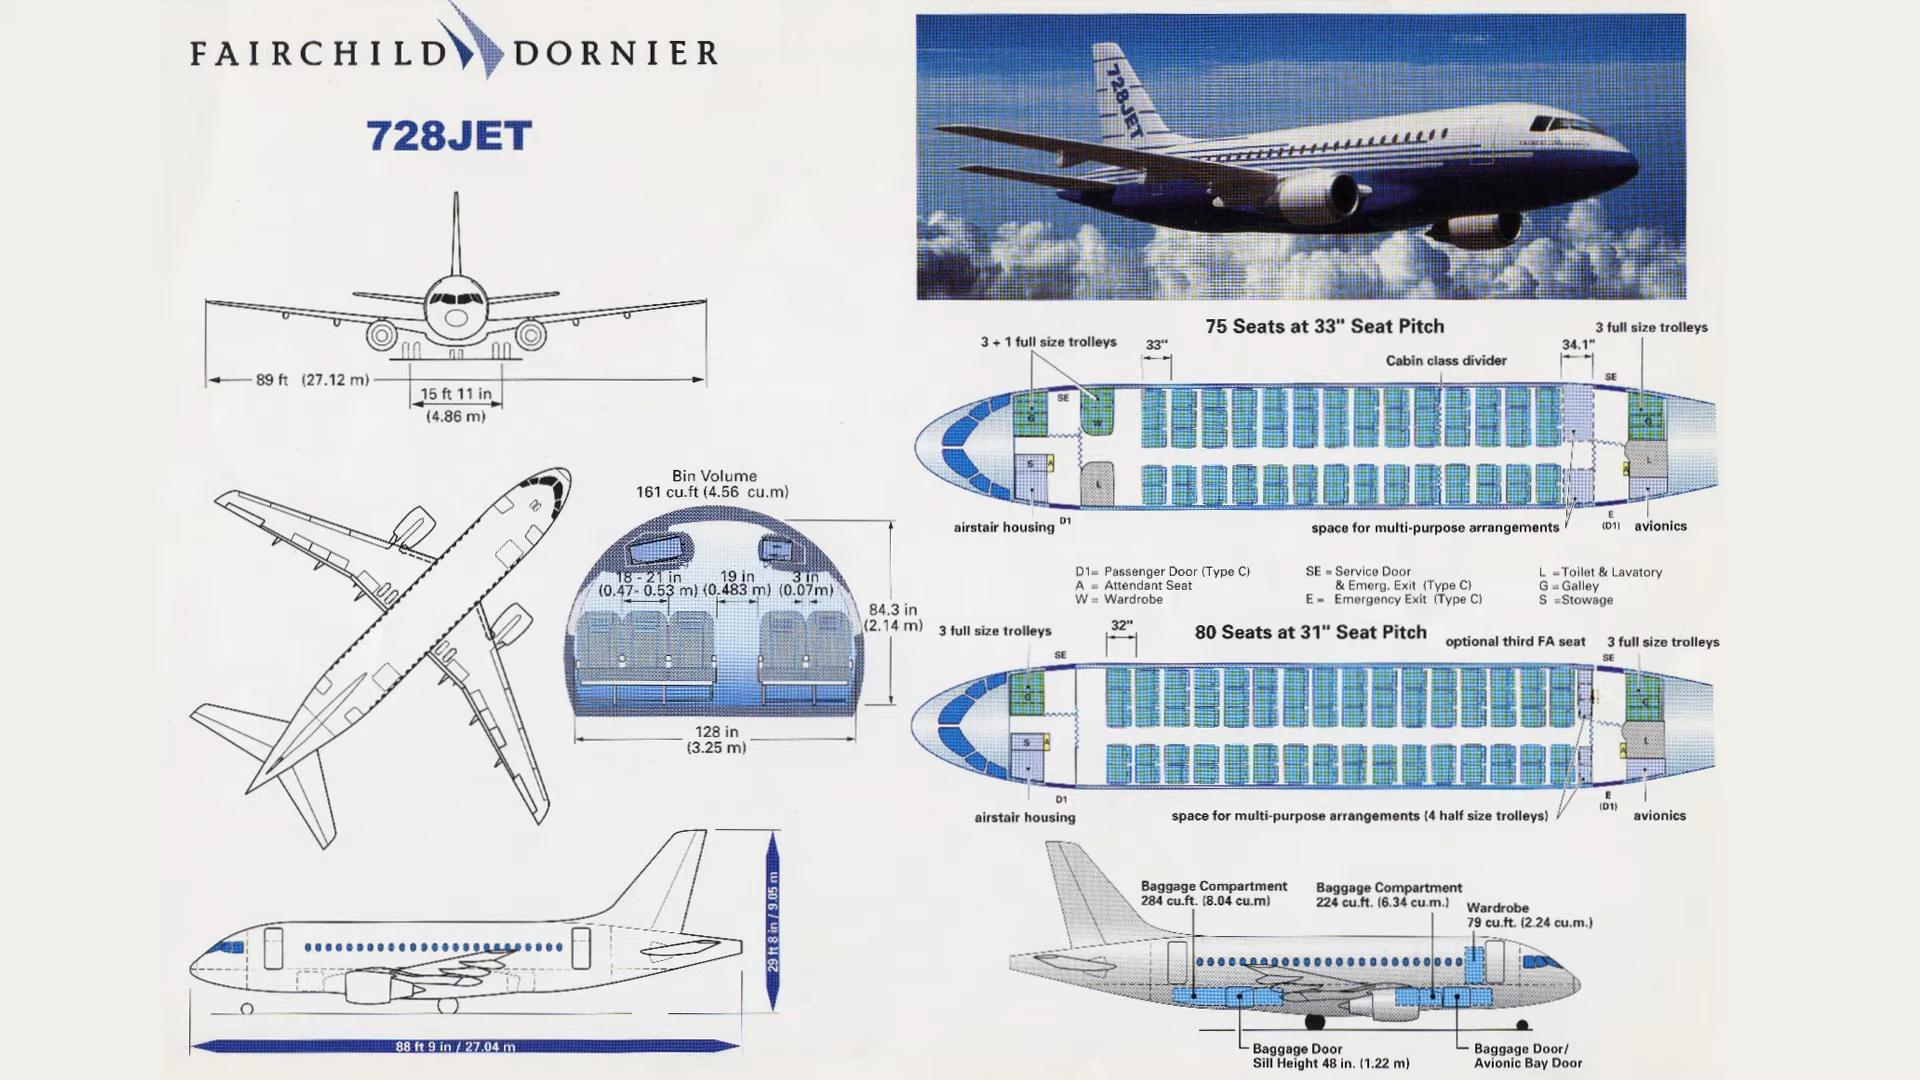 FAIRCHILD DORNIER
728JET
89 ft (27.12 m)
15 ft 11 in
(4.86 m)
Bin Volume
161 cu.ft (4.56 cu.m)
18 - 21 in
(0.47- 0.53 m)
19 in
(0.483 m)
3 in
(0.07m)
84.3 in
(2.14 m)
128 in
(3.25 m)
29 ft 8 in / 9.05 m
88 ft 9 in / 27.04 m
728JET
75 Seats at 33" Seat Pitch
3 full size trolleys
3 + 1 full size trolleys
33"
34.1"
Cabin class divider
SE
SE
G
W
G
S
A
L
A
L
D1
E
(D1)
airstair housing
space for multi-purpose arrangements
avionics
D1= Passenger Door (Type C)
A = Attendant Seat
W = Wardrobe
SE = Service Door
& Emerg. Exit (Type C)
E = Emergency Exit (Type C)
L = Toilet & Lavatory
G = Galley
S = Stowage
80 Seats at 31" Seat Pitch
3 full size trolleys
32"
optional third FA seat
3 full size trolleys
SE
SE
G
G
S
A
A
L
D1
E
(D1)
airstair housing
space for multi-purpose arrangements (4 half size trolleys)
avionics
Baggage Compartment
284 cu.ft. (8.04 cu.m)
Baggage Compartment
224 cu.ft. (6.34 cu.m.)
Wardrobe
79 cu.ft. (2.24 cu.m.)
Baggage Door
Sill Height 48 in. (1.22 m)
Baggage Door/
Avionic Bay Door